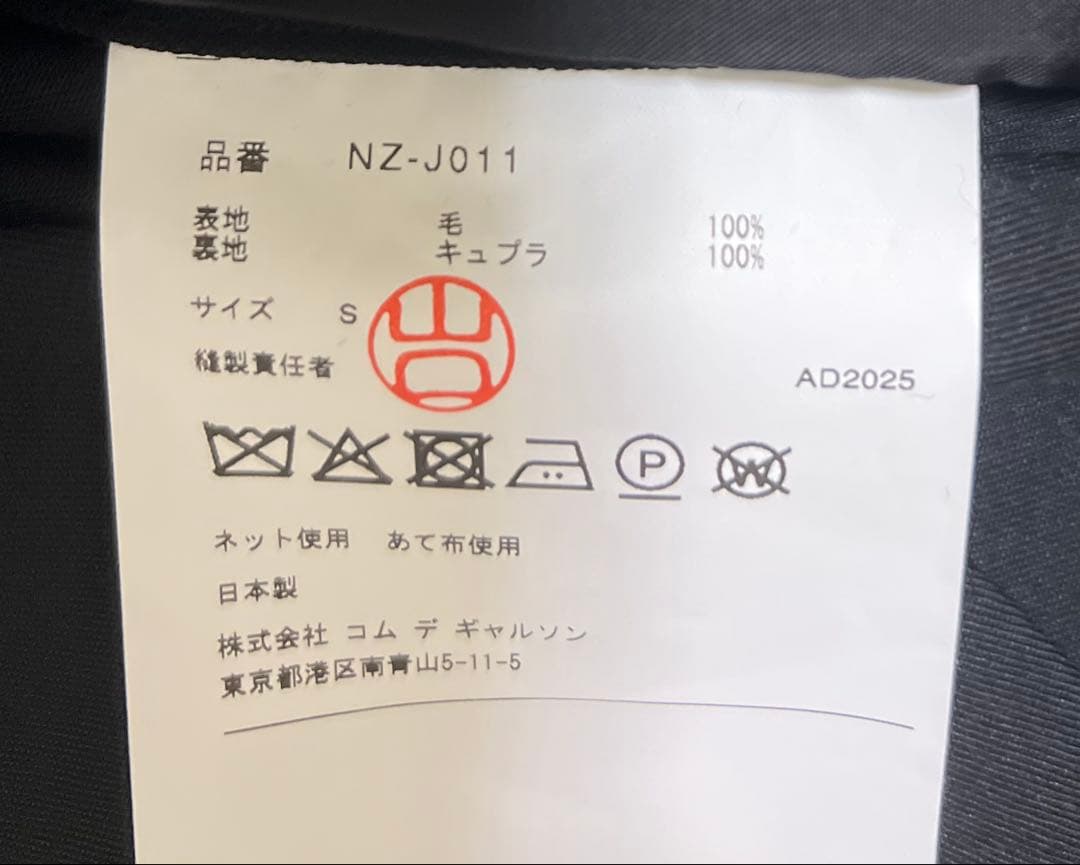 品番 NZ-J011
表地 毛 100%
裏地 キュプラ 100%
サイズ S
縫製責任者 AD2025
P W
ネット使用 あて布使用
日本製
株式会社 コム デ ギャルソン
東京都港区南青山5-11-5